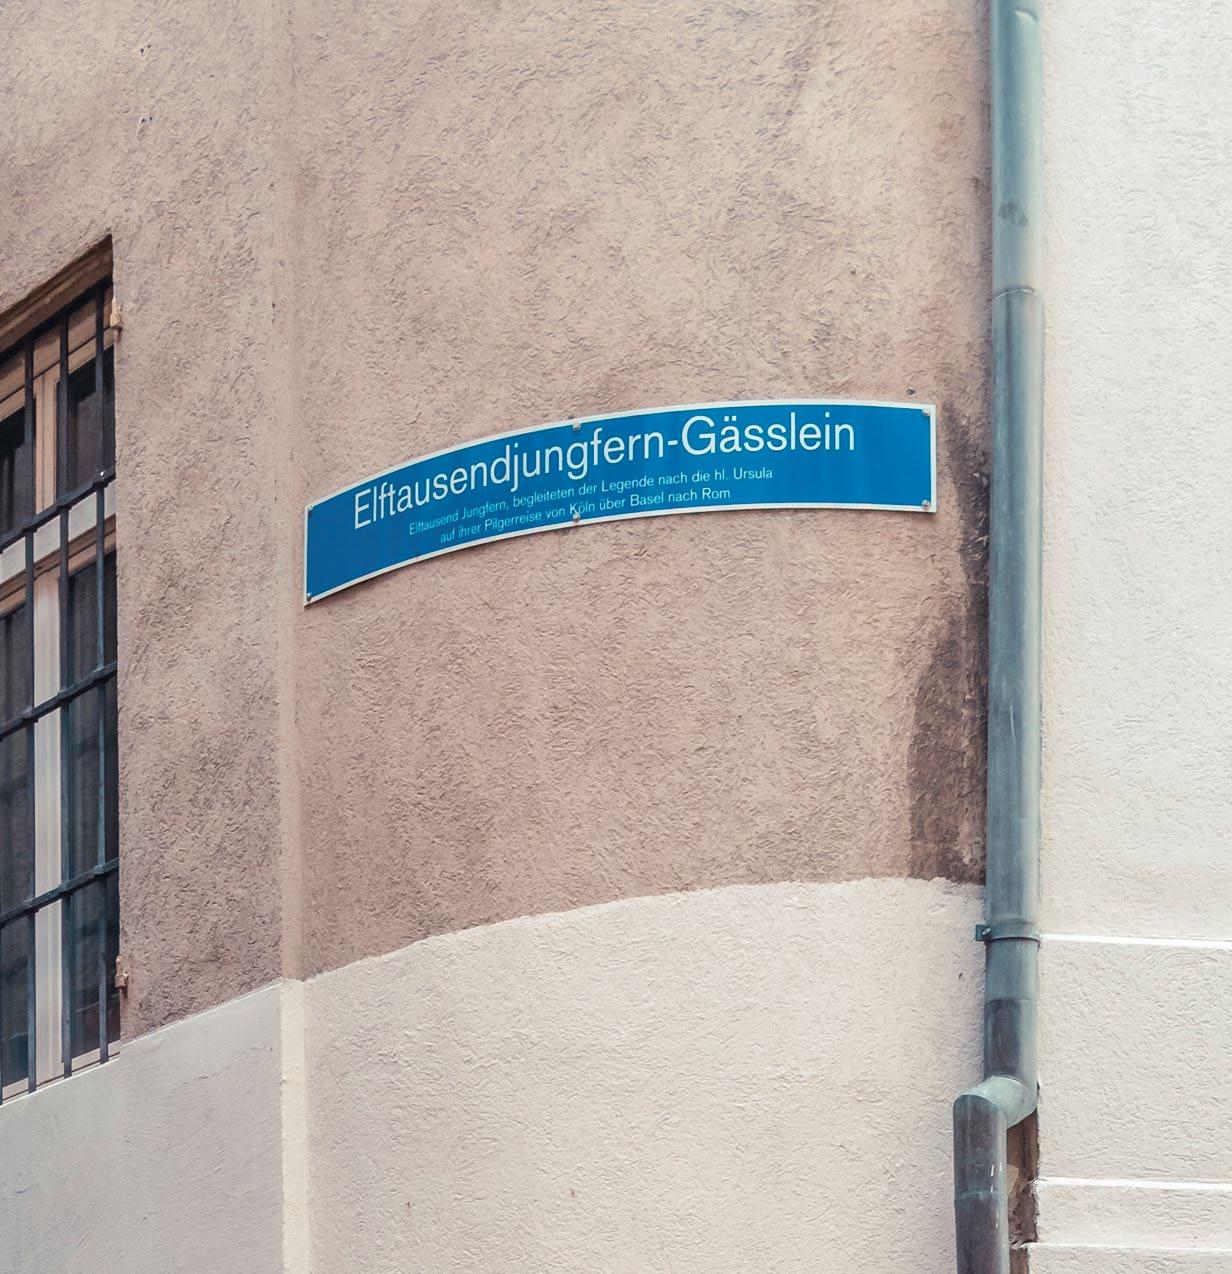 Elftausendjungfern-Gässlein
Elftausend Jungfern, begleiteten der Legende nach die hl. Ursula
auf ihrer Pilgerreise von Köln über Basel nach Rom